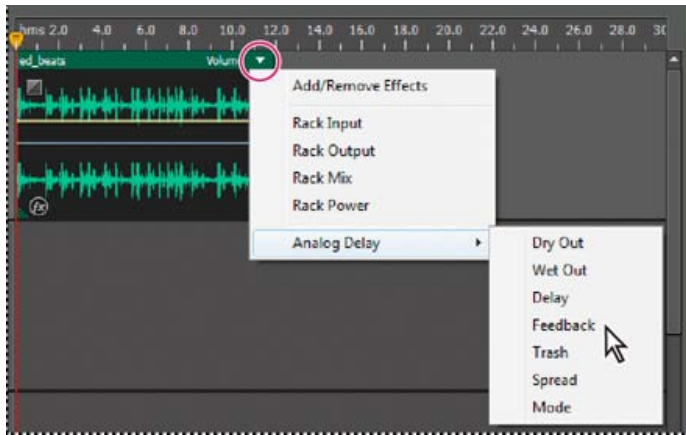 hms 2.0 4.0 6.0 8.0 10.0 12.0 14.0 16.0 18.0 20.0 22.0 24.0 26.0 28.0 30
ed_beats Volum
Add/Remove Effects
Rack Input
Rack Output
Rack Mix
Rack Power
Analog Delay
Dry Out
Wet Out
Delay
Feedback
Trash
Spread
Mode
fx